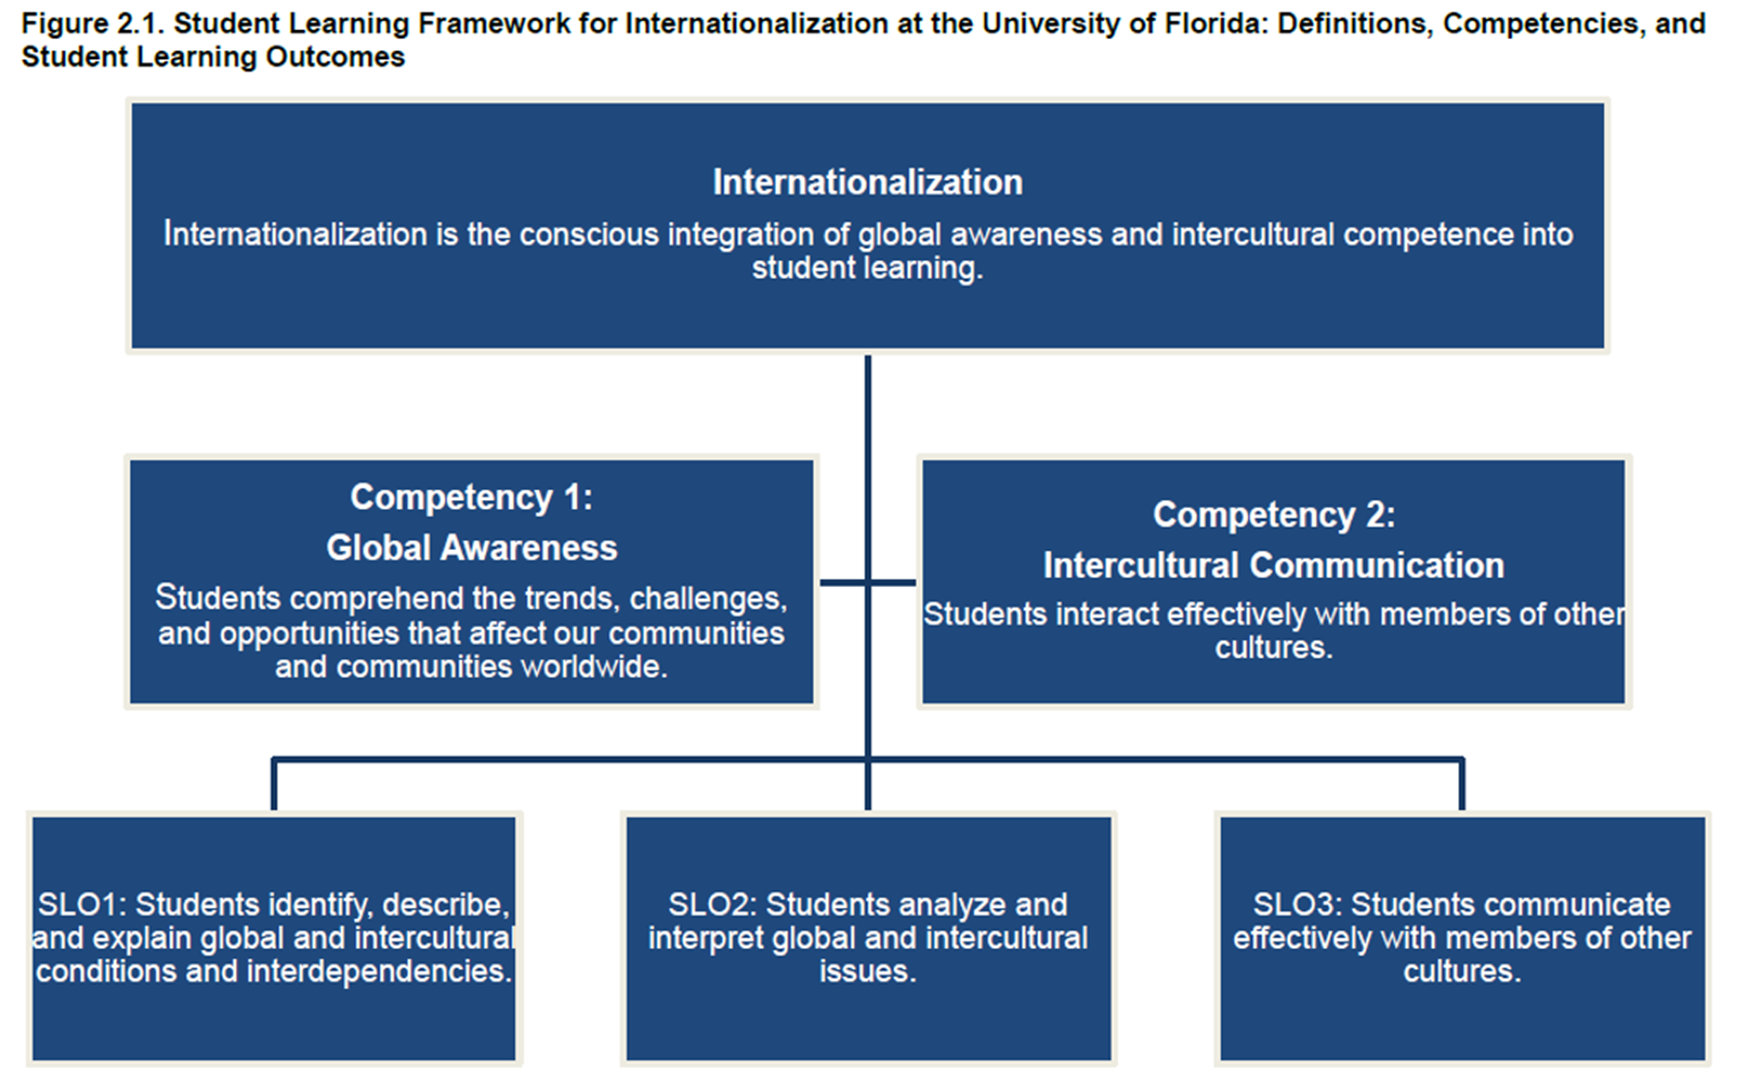 Figure 2.1. Student Learning Framework for Internationalization at the University of Florida: Definitions, Competencies, and
Student Learning Outcomes
Internationalization
Internationalization is the conscious integration of global awareness and intercultural competence into
student learning.
Competency 1:
Global Awareness
Students comprehend the trends, challenges,
and opportunities that affect our communities
and communities worldwide.
Competency 2:
Intercultural Communication
Students interact effectively with members of other
cultures.
SLO1: Students identify, describe,
and explain global and intercultural
conditions and interdependencies.
SLO2: Students analyze and
interpret global and intercultural
issues.
SLO3: Students communicate
effectively with members of other
cultures.